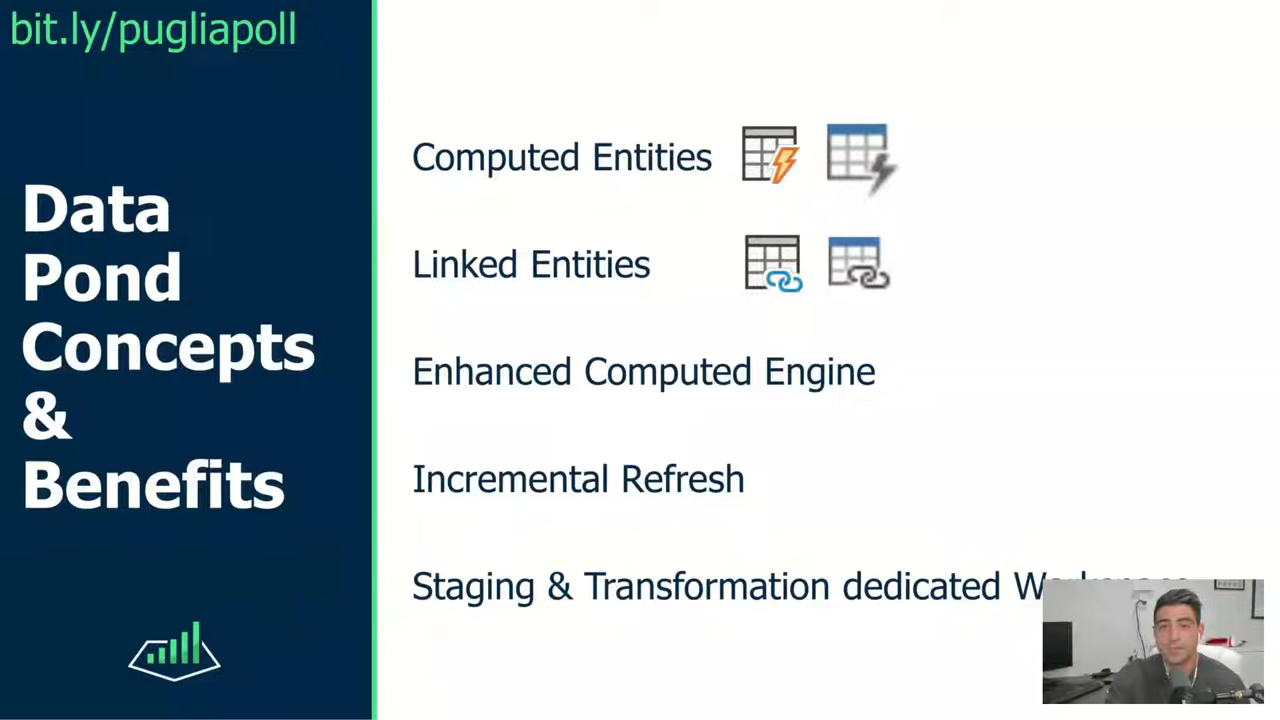 bit.ly/pugliapoll
Data
Pond
Concepts
&
Benefits
Computed Entities
Linked Entities
Enhanced Computed Engine
Incremental Refresh
Staging & Transformation dedicated